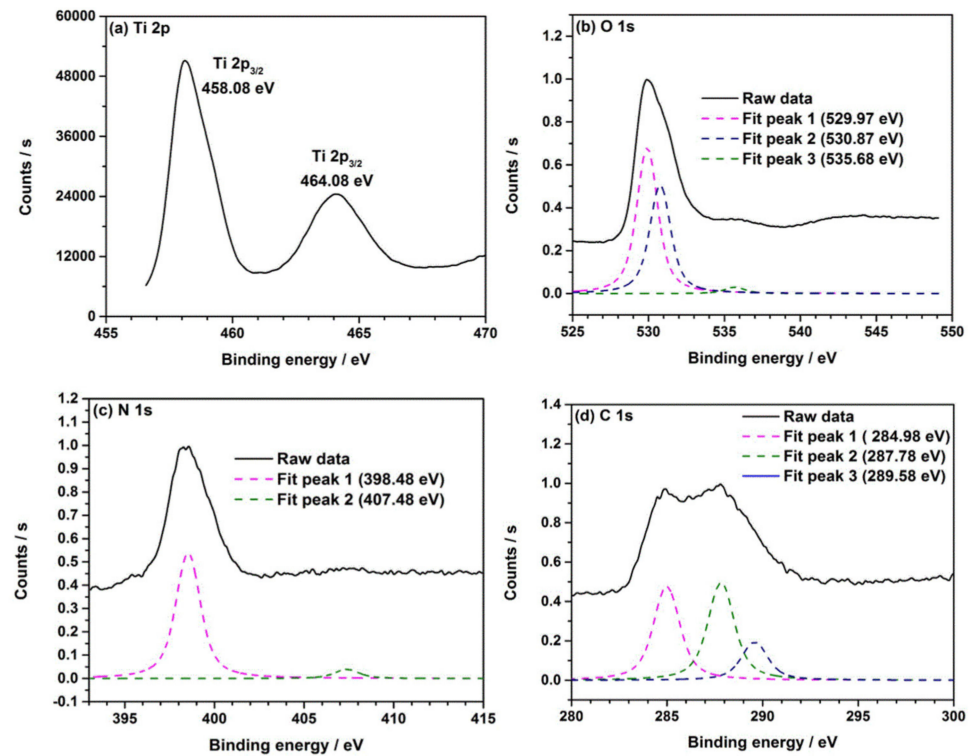 (a) Ti 2p
Ti 2p3/2
458.08 eV
Ti 2p3/2
464.08 eV
60000
48000
36000
24000
12000
0
455
460
465
470
Counts / s
Binding energy / eV
(b) O 1s
Raw data
Fit peak 1 (529.97 eV)
Fit peak 2 (530.87 eV)
Fit peak 3 (535.68 eV)
1.2
1.0
0.8
0.6
0.4
0.2
0.0
525
530
535
540
545
550
Counts / s
Binding energy / eV
(c) N 1s
Raw data
Fit peak 1 (398.48 eV)
Fit peak 2 (407.48 eV)
1.2
1.1
1.0
0.9
0.8
0.7
0.6
0.5
0.4
0.3
0.2
0.1
0.0
-0.1
395
400
405
410
415
Counts / s
Binding energy / eV
(d) C 1s
Raw data
Fit peak 1 ( 284.98 eV)
Fit peak 2 (287.78 eV)
Fit peak 3 (289.58 eV)
1.4
1.2
1.0
0.8
0.6
0.4
0.2
0.0
280
285
290
295
300
Counts / s
Binding energy / eV